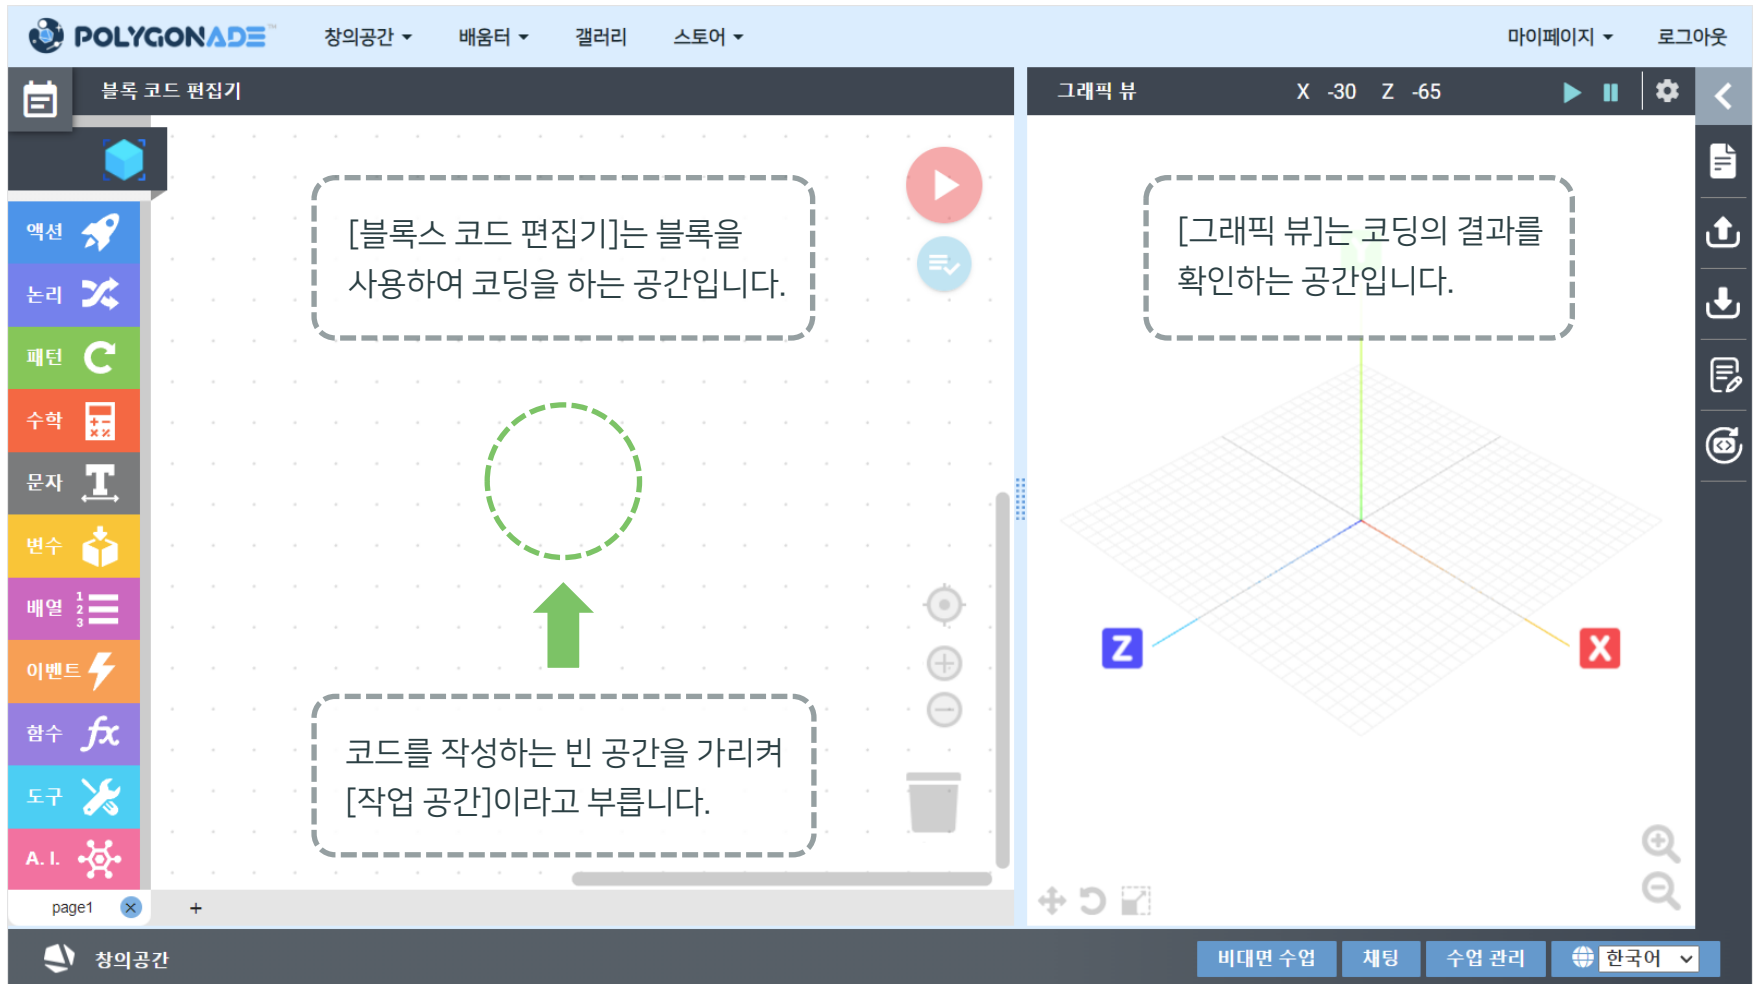 POLYGONADE™
창의공간
배움터
갤러리
스토어
마이페이지
로그아웃
블록 코드 편집기
그래픽 뷰
X -30 Z -65
[블록스 코드 편집기]는 블록을
사용하여 코딩을 하는 공간입니다.
[그래픽 뷰]는 코딩의 결과를
확인하는 공간입니다.
액션
논리
패턴
수학
문자
변수
배열
1
2
3
이벤트
함수 fx
도구
A. I.
Z
X
코드를 작성하는 빈 공간을 가리켜
[작업 공간]이라고 부릅니다.
page1
+
창의공간
비대면 수업
채팅
수업 관리
한국어